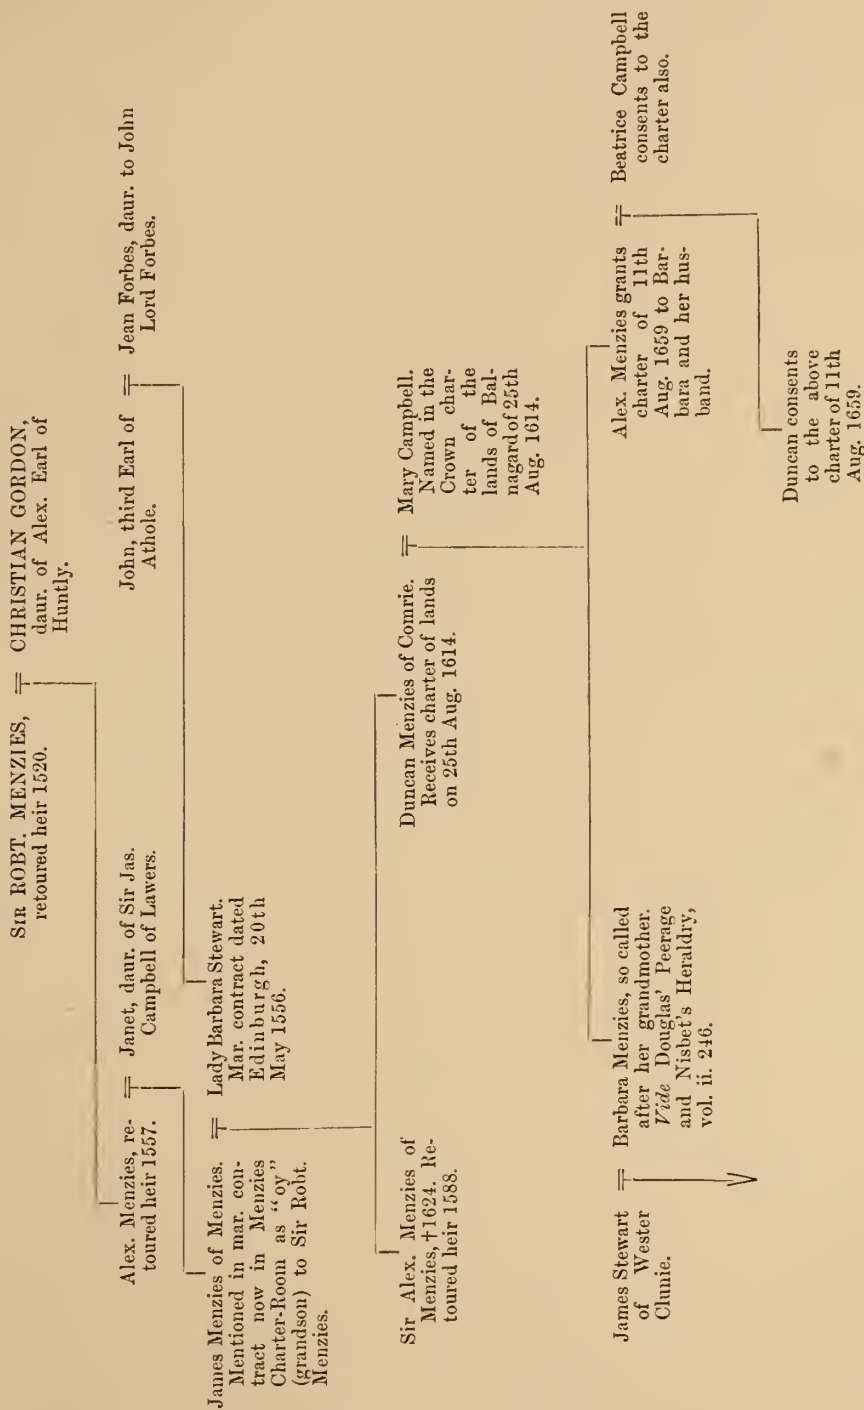 SIR ROBT. MENZIES,
retoured heir 1520.
CHRISTIAN GORDON,
daur. of Alex. Earl of
Huntly.
Alex. Menzies, re-
toured heir 1557.
Janet, daur. of Sir Jas.
Campbell of Lawers.
John, third Earl of
Athole.
Jean Forbes, daur. to John
Lord Forbes.
James Menzies of Menzies.
Mentioned in mar. con-
tract now in Menzies
Charter-Room as "oy"
(grandson) to Sir Robt.
Menzies.
Lady Barbara Stewart.
Mar. contract dated
Edinburgh, 20th
May 1556.
Sir Alex. Menzies of
Menzies, †1624. Re-
toured heir 1588.
Duncan Menzies of Comrie.
Receives charter of lands
on 25th Aug. 1614.
Mary Campbell.
Named in the
Crown char-
ter of the
lands of Bal-
nagard of 25th
Aug. 1614.
James Stewart
of Wester
Clunie.
Barbara Menzies, so called
after her grandmother.
Vide Douglas' Peerage
and Nisbet's Heraldry,
vol. ii. 246.
Alex. Menzies grants
charter of 11th
Aug. 1659 to Bar-
bara and her hus-
band.
Beatrice Campbell
consents to the
charter also.
Duncan consents
to the above
charter of 11th
Aug. 1659.